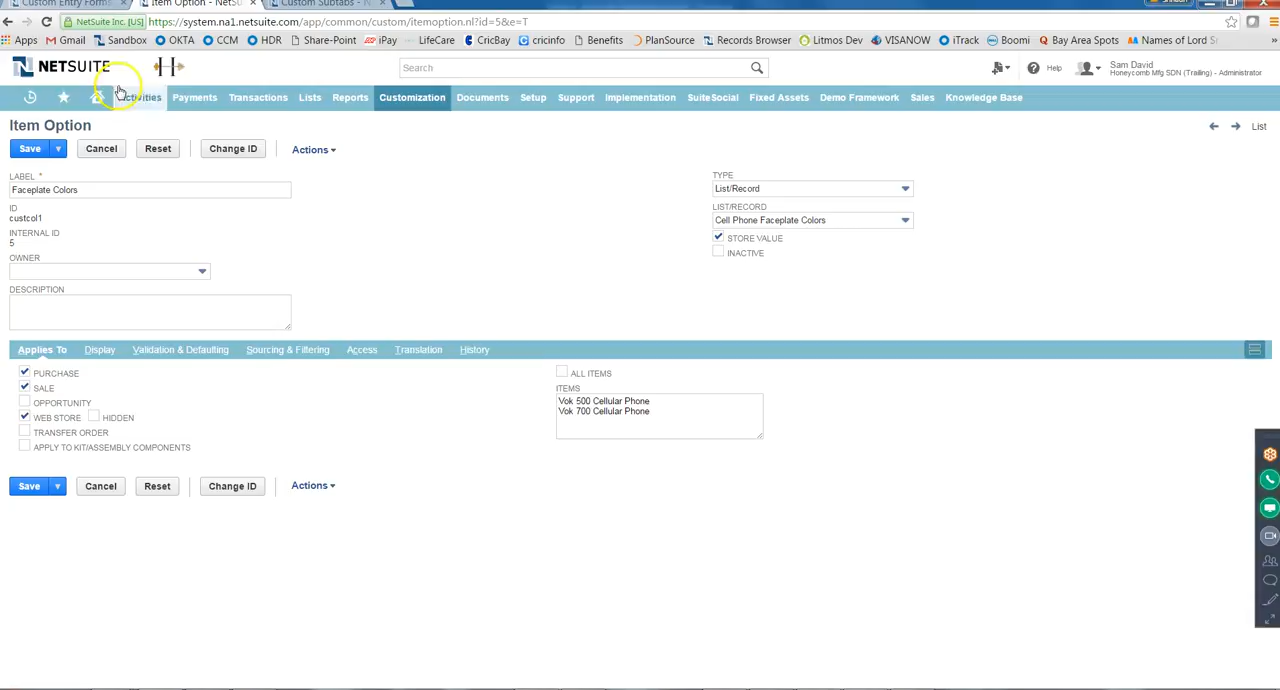 Custom Entry Forms
Item Option - NetSu
Custom Subtabs - N
NetSuite Inc. [US]
https://system.na1.netsuite.com/app/common/custom/itemoption.nl?id=5&e=T
Apps
Gmail
Sandbox
OKTA
CCM
HDR
Share-Point
iPay
LifeCare
CricBay
cricinfo
Benefits
PlanSource
Records Browser
Litmos Dev
VISANOW
iTrack
Boomi
Bay Area Spots
Names of Lord Sr
»
NETSUITE
Search
Help
Sam David
Honeycomb Mfg SDN (Trailing) - Administrator
Activities
Payments
Transactions
Lists
Reports
Customization
Documents
Setup
Support
Implementation
SuiteSocial
Fixed Assets
Demo Framework
Sales
Knowledge Base
Item Option
List
Save
Cancel
Reset
Change ID
Actions
LABEL *
Faceplate Colors
ID
custcol1
INTERNAL ID
5
OWNER
DESCRIPTION
TYPE
List/Record
LIST/RECORD
Cell Phone Faceplate Colors
STORE VALUE
INACTIVE
Applies To
Display
Validation & Defaulting
Sourcing & Filtering
Access
Translation
History
PURCHASE
SALE
OPPORTUNITY
WEB STORE
HIDDEN
TRANSFER ORDER
APPLY TO KIT/ASSEMBLY COMPONENTS
ALL ITEMS
ITEMS
Vok 500 Cellular Phone
Vok 700 Cellular Phone
Save
Cancel
Reset
Change ID
Actions